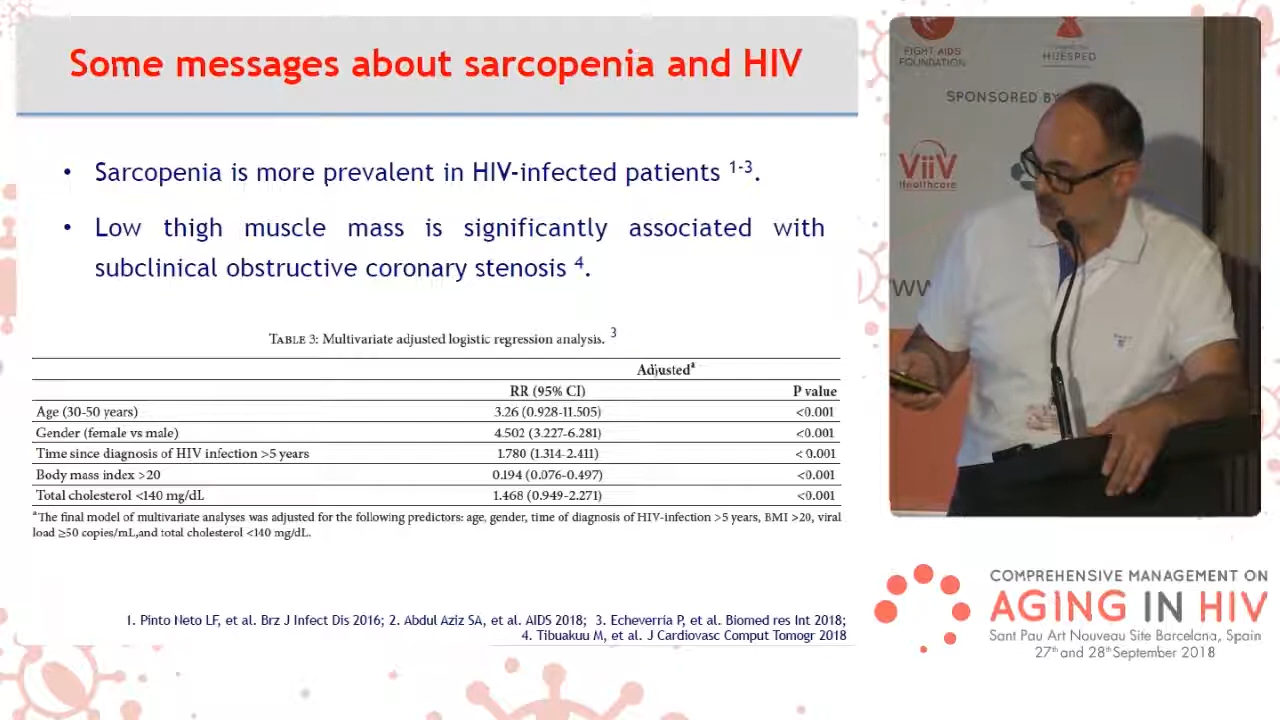 Some messages about sarcopenia and HIV
• Sarcopenia is more prevalent in HIV-infected patients 1-3.
• Low thigh muscle mass is significantly associated with
subclinical obstructive coronary stenosis 4.
TABLE 3: Multivariate adjusted logistic regression analysis. 3
Adjusteda
RR (95% CI) P value
Age (30-50 years) 3.26 (0.928-11.505) <0.001
Gender (female vs male) 4.502 (3.227-6.281) <0.001
Time since diagnosis of HIV infection >5 years 1.780 (1.314-2.411) < 0.001
Body mass index >20 0.194 (0.076-0.497) <0.001
Total cholesterol <140 mg/dL 1.468 (0.949-2.271) <0.001
aThe final model of multivariate analyses was adjusted for the following predictors: age, gender, time of diagnosis of HIV-infection >5 years, BMI >20, viral
load ≥50 copies/mL,and total cholesterol <140 mg/dL.
1. Pinto Neto LF, et al. Brz J Infect Dis 2016; 2. Abdul Aziz SA, et al. AIDS 2018; 3. Echeverría P, et al. Biomed res Int 2018;
4. Tibuakuu M, et al. J Cardiovasc Comput Tomogr 2018
FIGHT AIDS
FOUNDATION
HUÉSPED
SPONSORED BY
ViiV
Healthcare
COMPREHENSIVE MANAGEMENT ON
AGING IN HIV
Sant Pau Art Nouveau Site Barcelona, Spain
27th and 28th September 2018